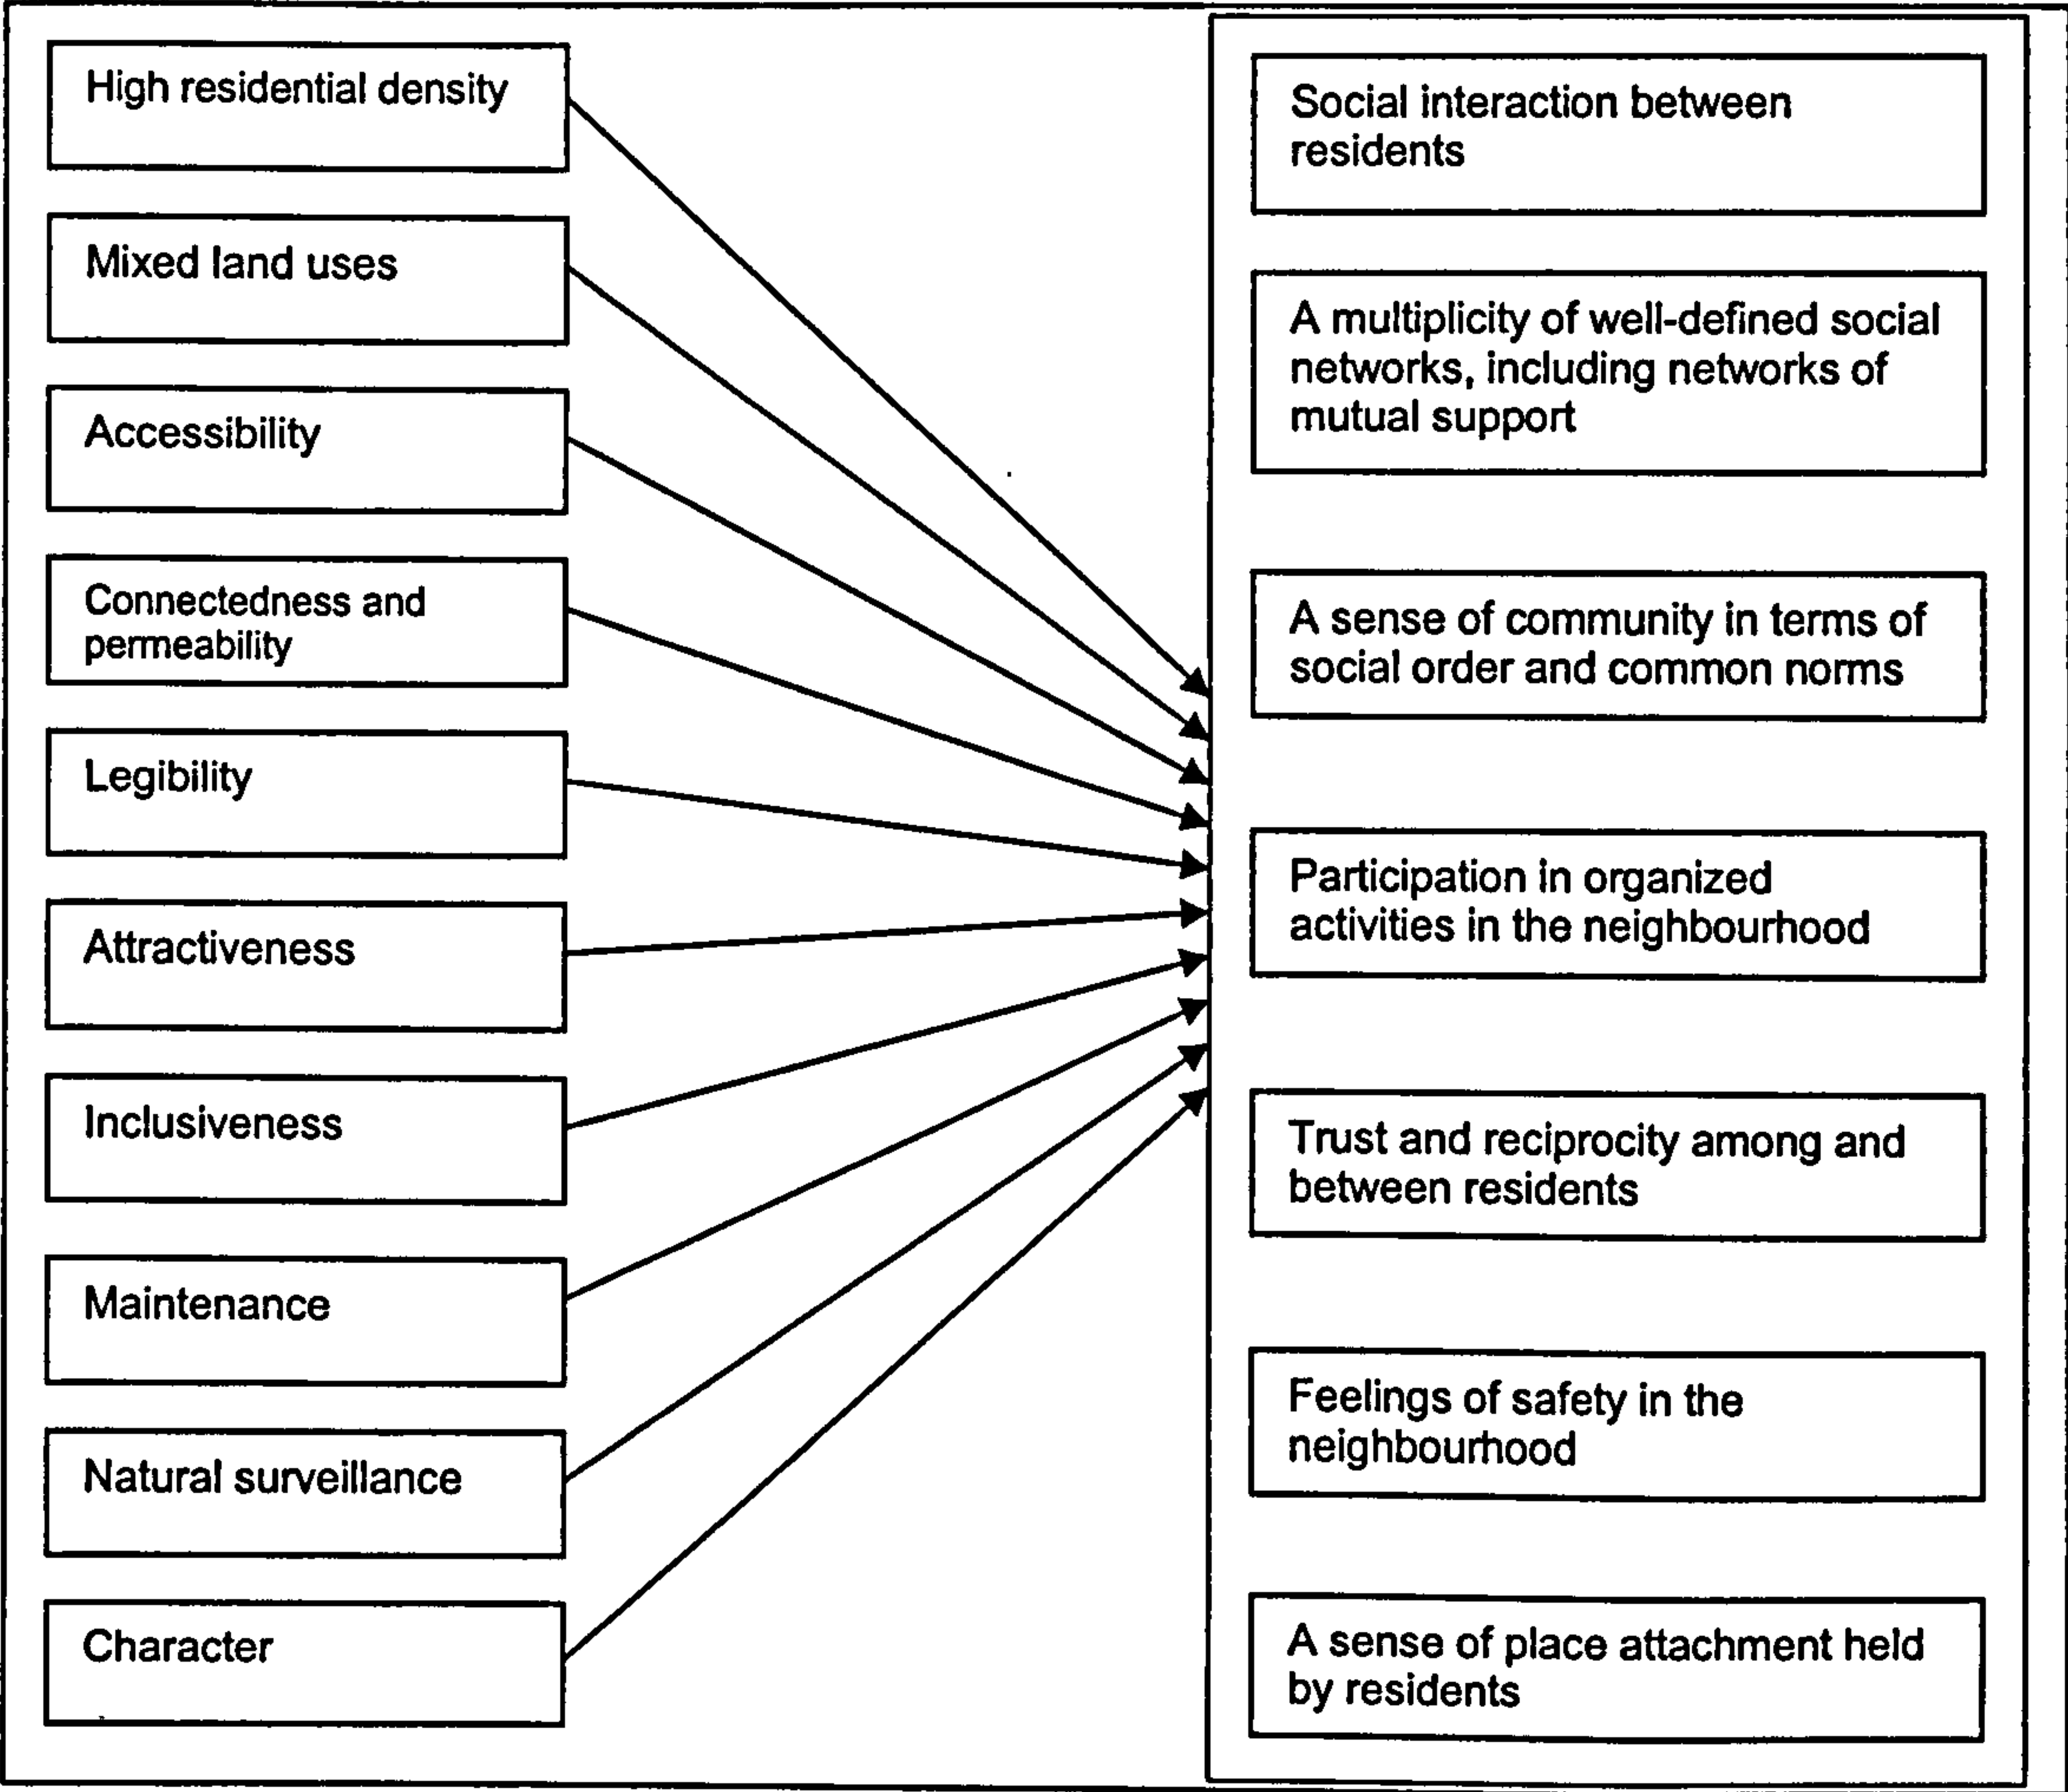 High residential density
Mixed land uses
Accessibility
Connectedness and
permeability
Legibility
Attractiveness
Inclusiveness
Maintenance
Natural surveillance
Character
Social interaction between
residents
A multiplicity of well-defined social
networks, including networks of
mutual support
A sense of community in terms of
social order and common norms
Participation in organized
activities in the neighbourhood
Trust and reciprocity among and
between residents
Feelings of safety in the
neighbourhood
A sense of place attachment held
by residents